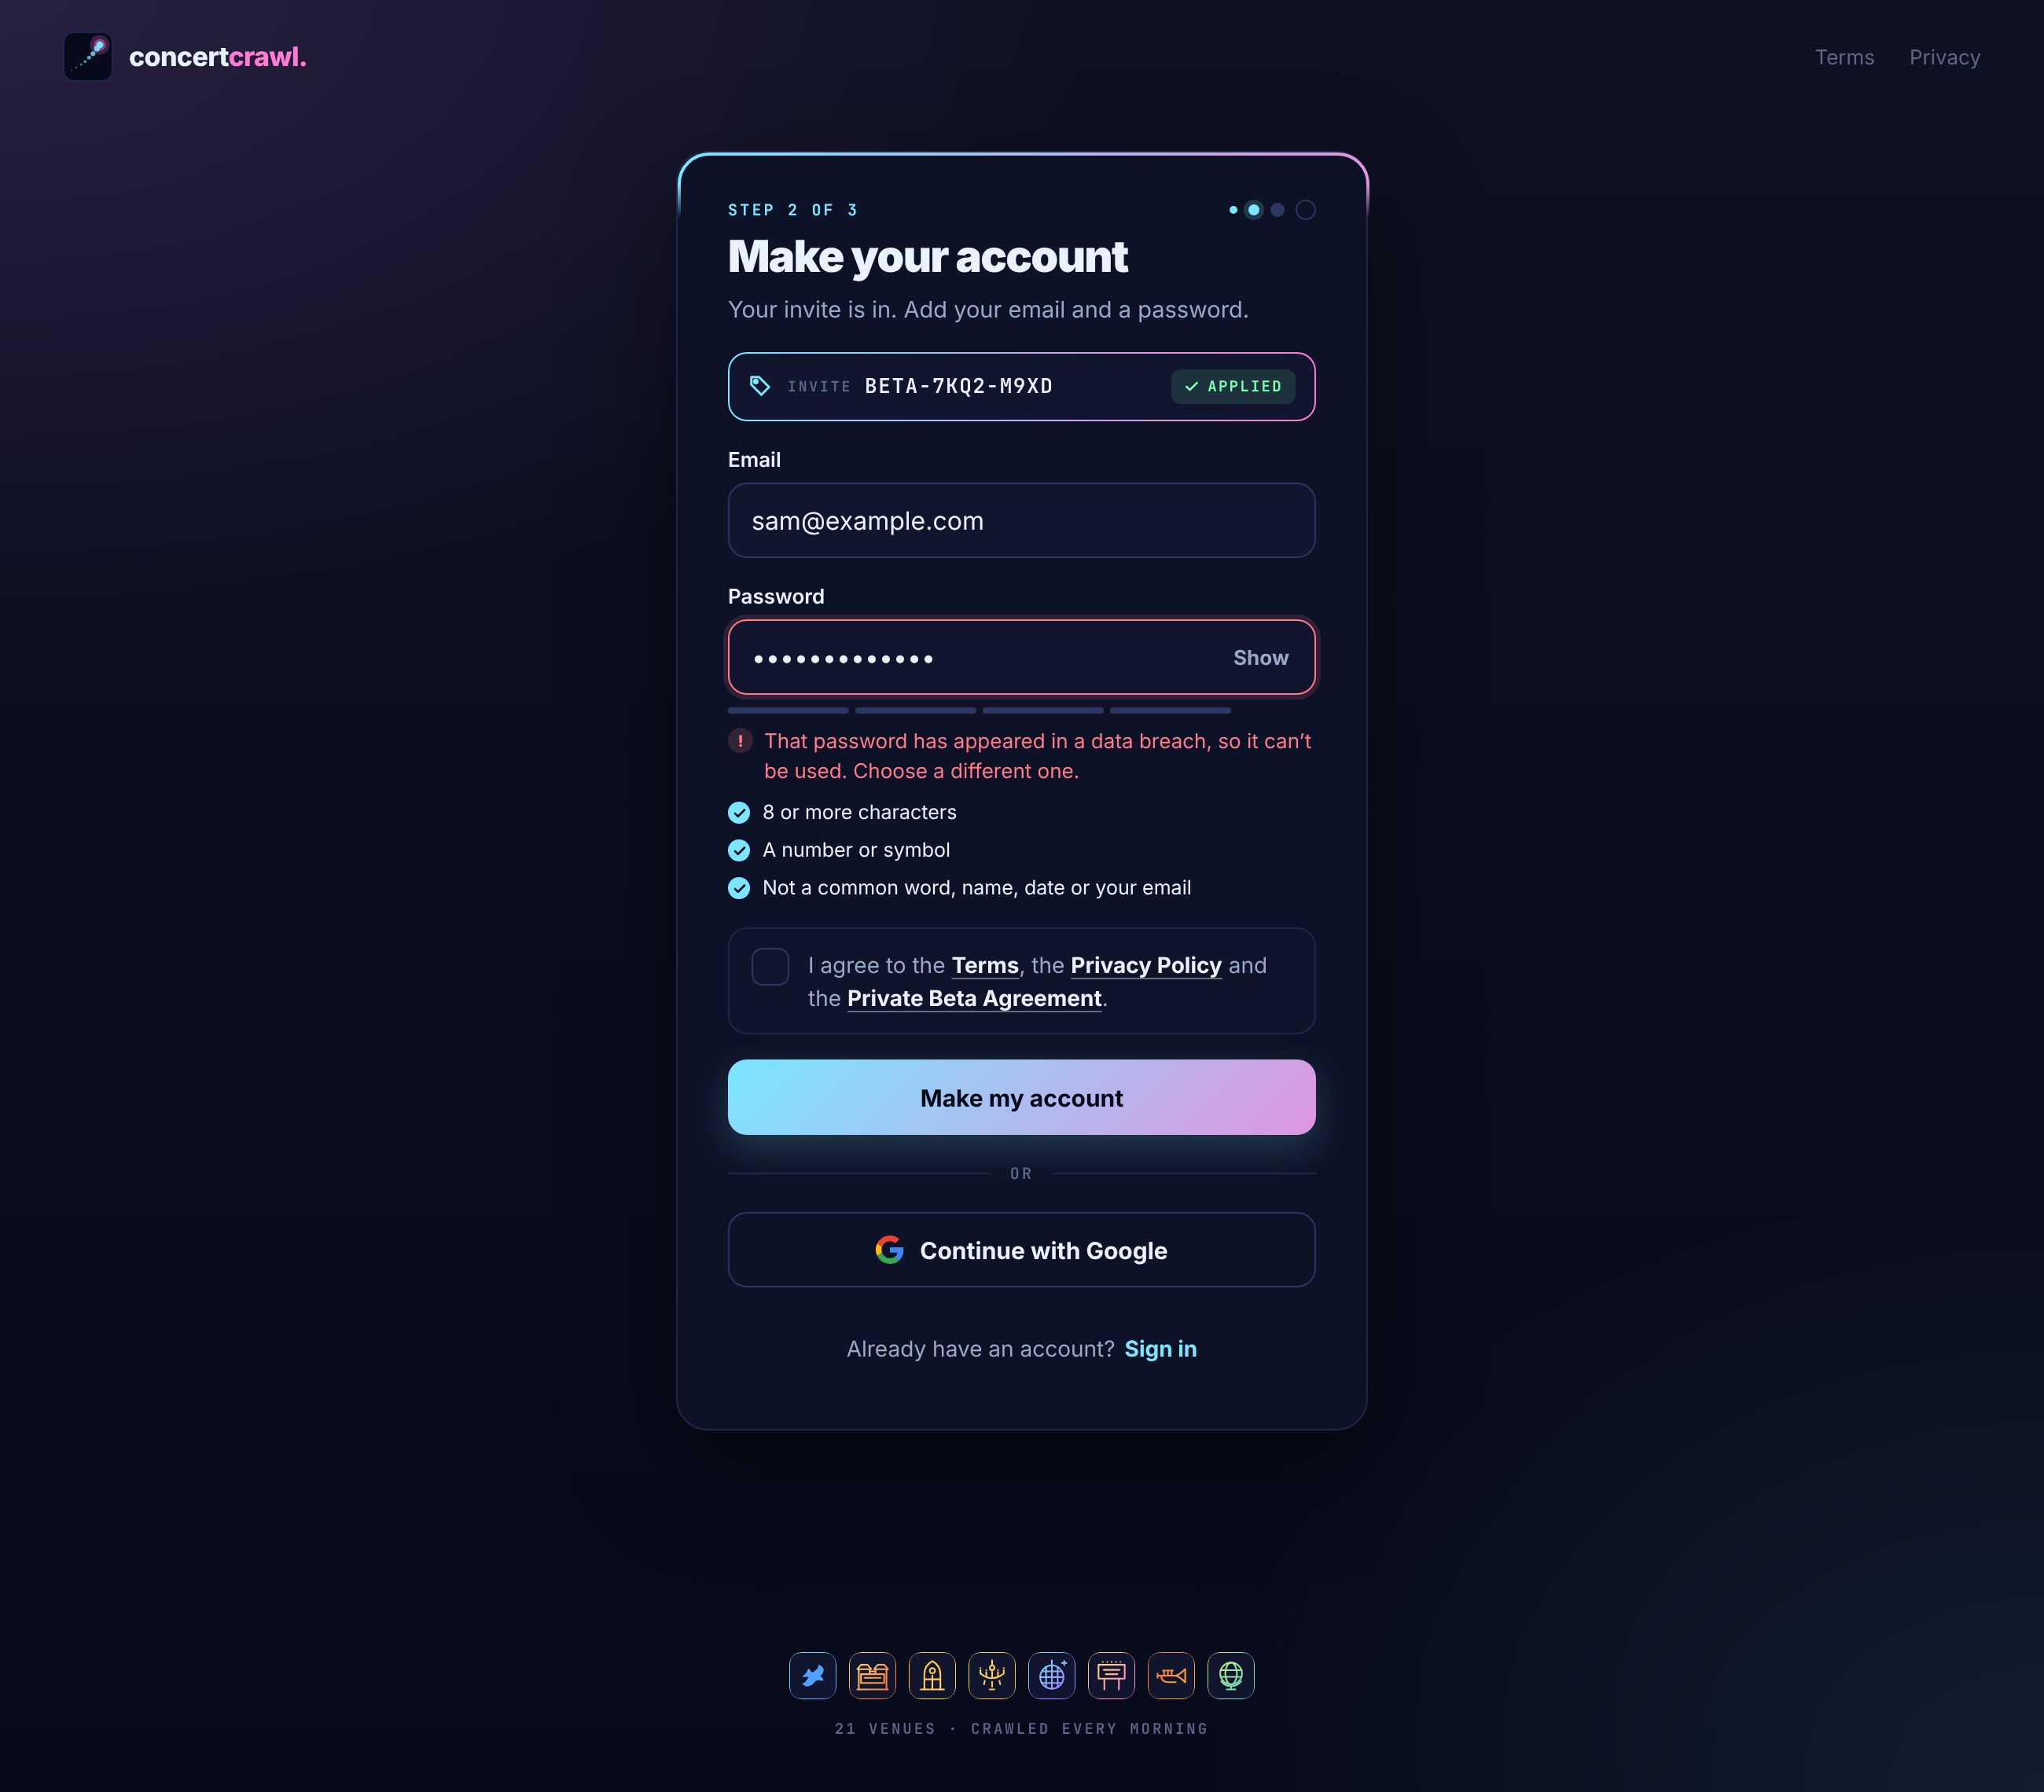 concertcrawl.
Terms Privacy
STEP 2 OF 3
Make your account
Your invite is in. Add your email and a password.
INVITE BETA-7KQ2-M9XD APPLIED
Email
sam@example.com
Password
Show
That password has appeared in a data breach, so it can’t
be used. Choose a different one.
8 or more characters
A number or symbol
Not a common word, name, date or your email
I agree to the Terms, the Privacy Policy and
the Private Beta Agreement.
Make my account
OR
Continue with Google
Already have an account? Sign in
21 VENUES · CRAWLED EVERY MORNING